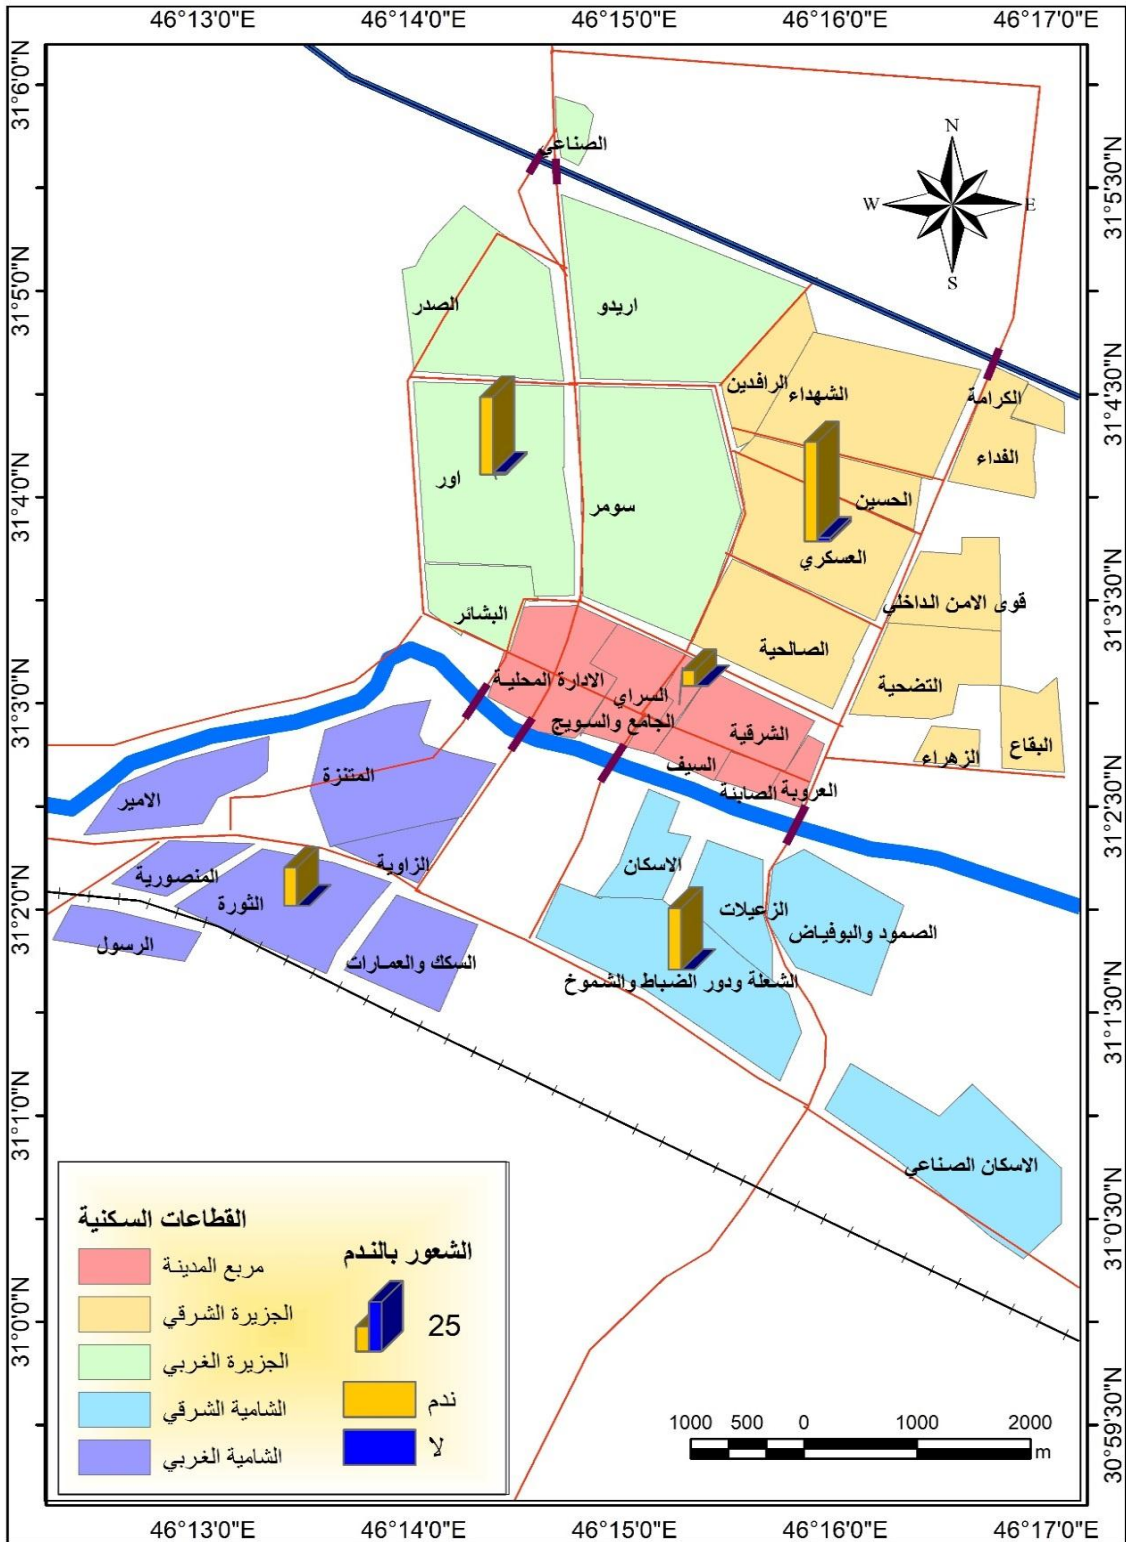 46°13'0"E 46°14'0"E 46°15'0"E 46°16'0"E 46°17'0"E
31°6'0"N
31°5'0"N
31°4'0"N
31°3'0"N
31°2'0"N
31°1'0"N
31°0'0"N
31°5'30"N
31°4'30"N
31°3'30"N
31°2'30"N
31°1'30"N
31°0'30"N
30°59'30"N
N
W E
S
الصناعي
الصدر
اريدو
الرافدين
الشهداء
الكرامة
الفداء
اور
سومر
الحسين
العسكري
قوى الامن الداخلي
البشائر
الصالحية
التضحية
الادارة المحلية
السراي
الجامع والسويج
الشرقية
السيف
الصابئة
العروبة
الزهراء
البقاع
المتنزة
الامير
الزاوية
المنصورية
الثورة
الرسول
السكك والعمارات
الاسكان
الزعيلات
الصمود والبوفياض
الشعلة ودور الضباط والشموخ
الاسكان الصناعي
القطاعات السكنية
مربع المدينة
الجزيرة الشرقي
الجزيرة الغربي
الشامية الشرقي
الشامية الغربي
الشعور بالندم
25
ندم
لا
1000 500 0 1000 2000
m
46°13'0"E 46°14'0"E 46°15'0"E 46°16'0"E 46°17'0"E